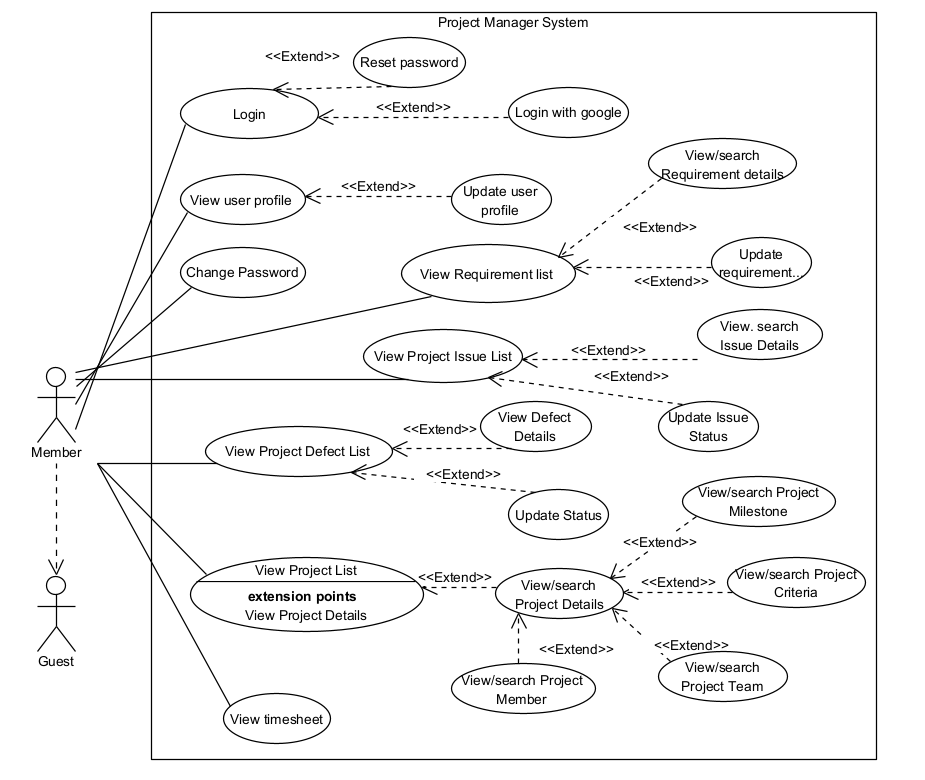 Project Manager System
<<Extend>>
Reset password
Login
<<Extend>>
Login with google
View/search
Requirement details
View user profile
<<Extend>>
Update user
profile
<<Extend>>
Change Password
View Requirement list
Update
requirement...
<<Extend>>
View. search
Issue Details
View Project Issue List
<<Extend>>
<<Extend>>
Update Issue
Status
Member
View Defect
Details
<<Extend>>
View Project Defect List
<<Extend>>
Update Status
View/search Project
Milestone
<<Extend>>
View Project List
extension points
View Project Details
<<Extend>>
View/search
Project Details
<<Extend>>
View/search Project
Criteria
Guest
<<Extend>>
<<Extend>>
View/search Project
Member
View/search
Project Team
View timesheet